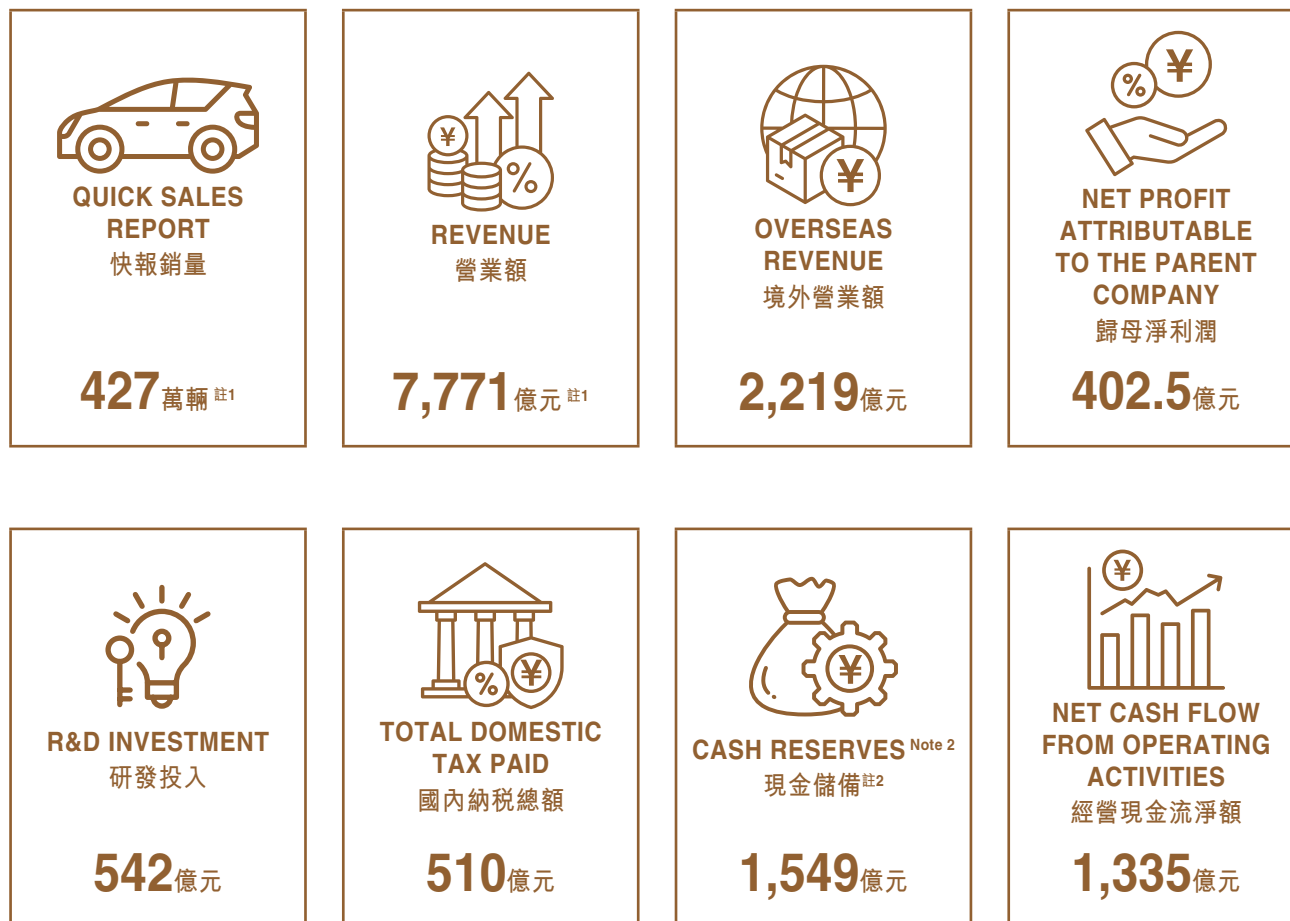 QUICK SALES
REPORT
快報銷量
427萬輛 註1
REVENUE
營業額
7,771億元 註1
OVERSEAS
REVENUE
境外營業額
2,219億元
¥
%
NET PROFIT
ATTRIBUTABLE
TO THE PARENT
COMPANY
歸母淨利潤
402.5億元
R&D INVESTMENT
研發投入
542億元
TOTAL DOMESTIC
TAX PAID
國內納税總額
510億元
CASH RESERVES Note 2
現金儲備註2
1,549億元
NET CASH FLOW
FROM OPERATING
ACTIVITIES
經營現金流淨額
1,335億元